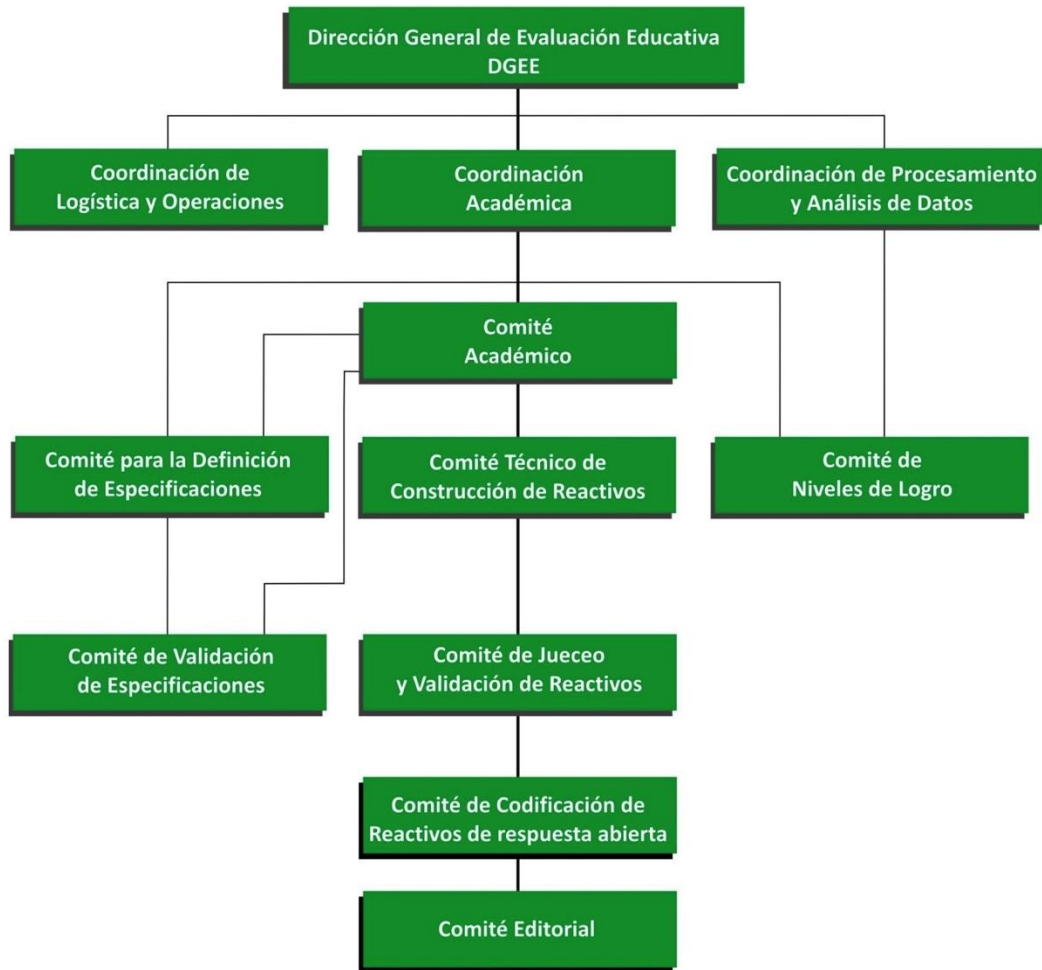 Dirección General de Evaluación Educativa
DGEE
Coordinación de
Logística y Operaciones
Coordinación
Académica
Coordinación de Procesamiento
y Análisis de Datos
Comité
Académico
Comité para la Definición
de Especificaciones
Comité Técnico de
Construcción de Reactivos
Comité de
Niveles de Logro
Comité de Validación
de Especificaciones
Comité de Jueceo
y Validación de Reactivos
Comité de Codificación de
Reactivos de respuesta abierta
Comité Editorial